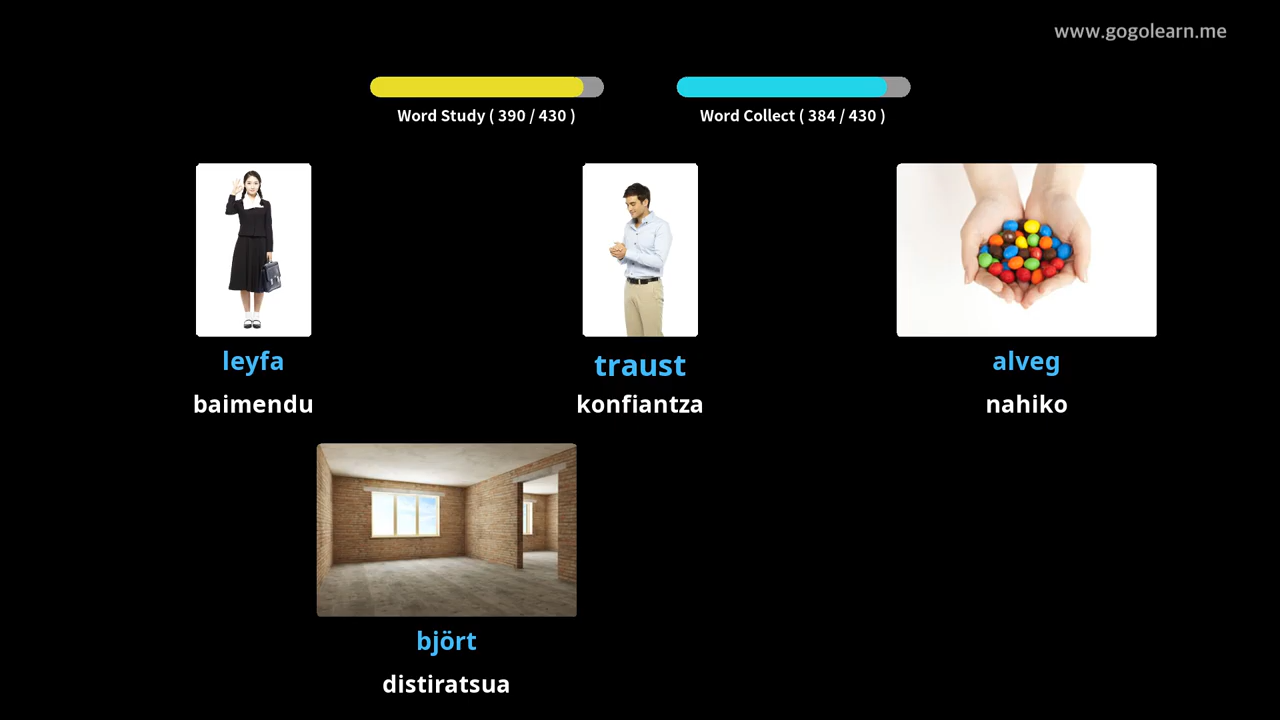 www.gogolearn.me
Word Study ( 390 / 430 )
Word Collect ( 384 / 430 )
leyfa
baimendu
traust
konfiantza
alveg
nahiko
björt
distiratsua